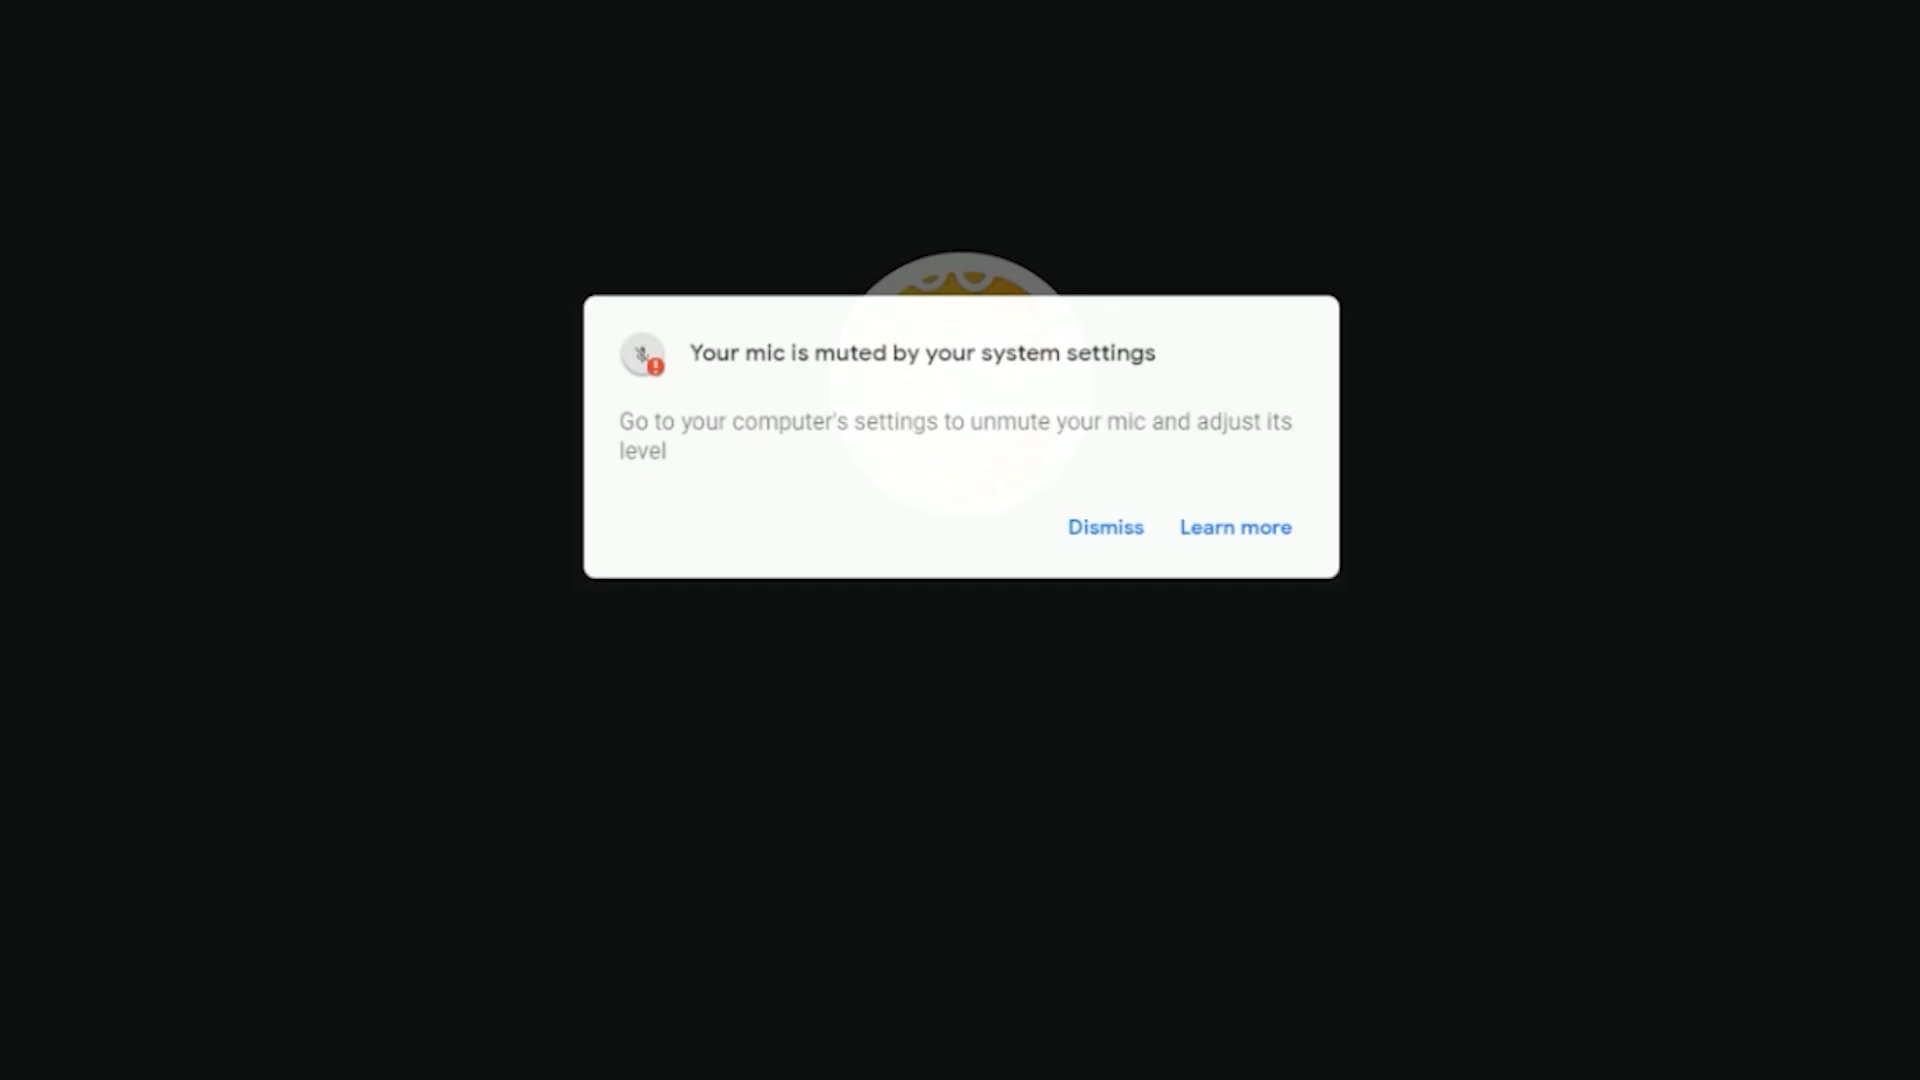 Your mic is muted by your system settings
Go to your computer's settings to unmute your mic and adjust its
level
Dismiss Learn more